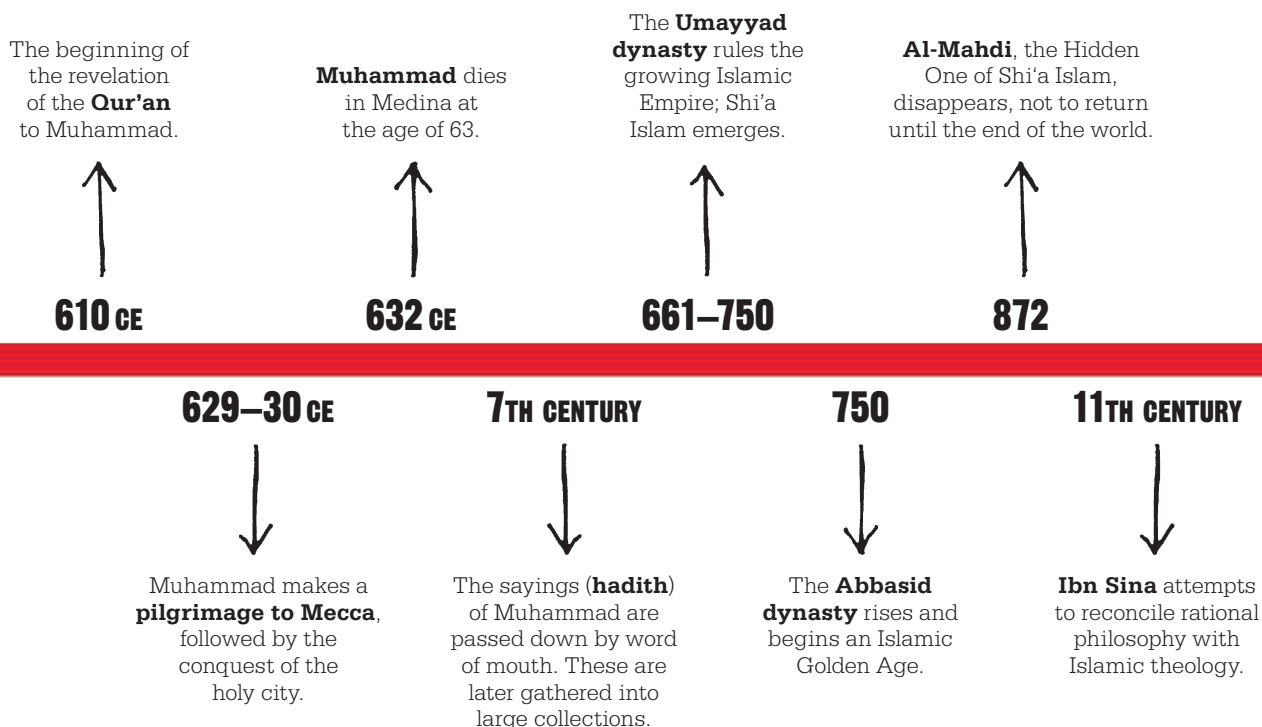 The beginning of
the revelation
of the Qur'an
to Muhammad.
610 CE
629–30 CE
Muhammad makes a
pilgrimage to Mecca,
followed by the
conquest of the
holy city.
Muhammad dies
in Medina at
the age of 63.
632 CE
7TH CENTURY
The sayings (hadith)
of Muhammad are
passed down by word
of mouth. These are
later gathered into
large collections.
The Umayyad
dynasty rules the
growing Islamic
Empire; Shi'a
Islam emerges.
661–750
750
The Abbasid
dynasty rises and
begins an Islamic
Golden Age.
Al-Mahdi, the Hidden
One of Shi‘a Islam,
disappears, not to return
until the end of the world.
872
11TH CENTURY
Ibn Sina attempts
to reconcile rational
philosophy with
Islamic theology.